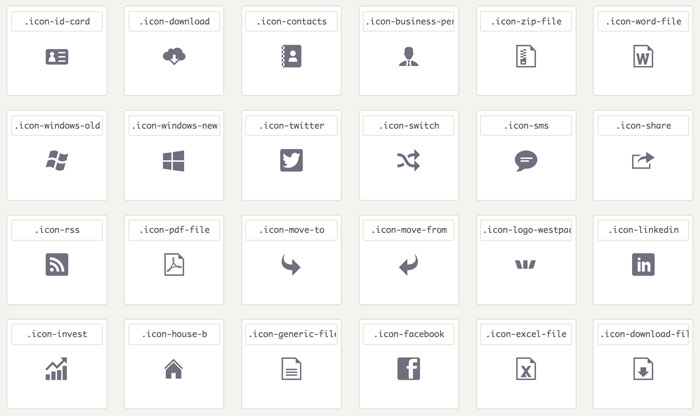 .icon-id-card
.icon-download
.icon-contacts
.icon-business-per
.icon-zip-file
.icon-word-file
W
.icon-windows-old
.icon-windows-new
.icon-twitter
.icon-switch
.icon-sms
.icon-share
.icon-rss
.icon-pdf-file
.icon-move-to
.icon-move-from
.icon-logo-westpac
.icon-linkedin
in
.icon-invest
.icon-house-b
.icon-generic-file
.icon-facebook
.icon-excel-file
.icon-download-fil
f
X